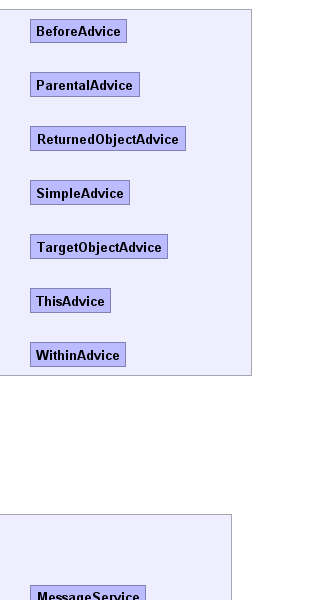 BeforeAdvice
ParentalAdvice
ReturnedObjectAdvice
SimpleAdvice
TargetObjectAdvice
ThisAdvice
WithinAdvice
MessageService